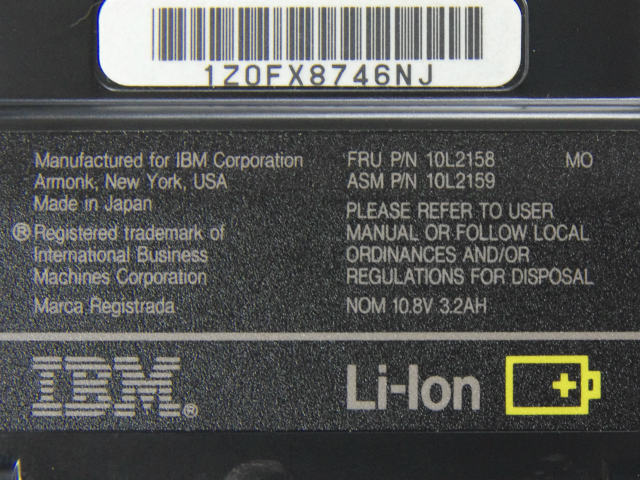 1Z0FX8746NJ
Manufactured for IBM Corporation
Armonk, New York, USA
Made in Japan
® Registered trademark of
International Business
Machines Corporation
Marca Registrada
FRU P/N 10L2158 MO
ASM P/N 10L2159
PLEASE REFER TO USER
MANUAL OR FOLLOW LOCAL
ORDINANCES AND/OR
REGULATIONS FOR DISPOSAL
NOM 10.8V 3.2AH
IBM®
Li-Ion